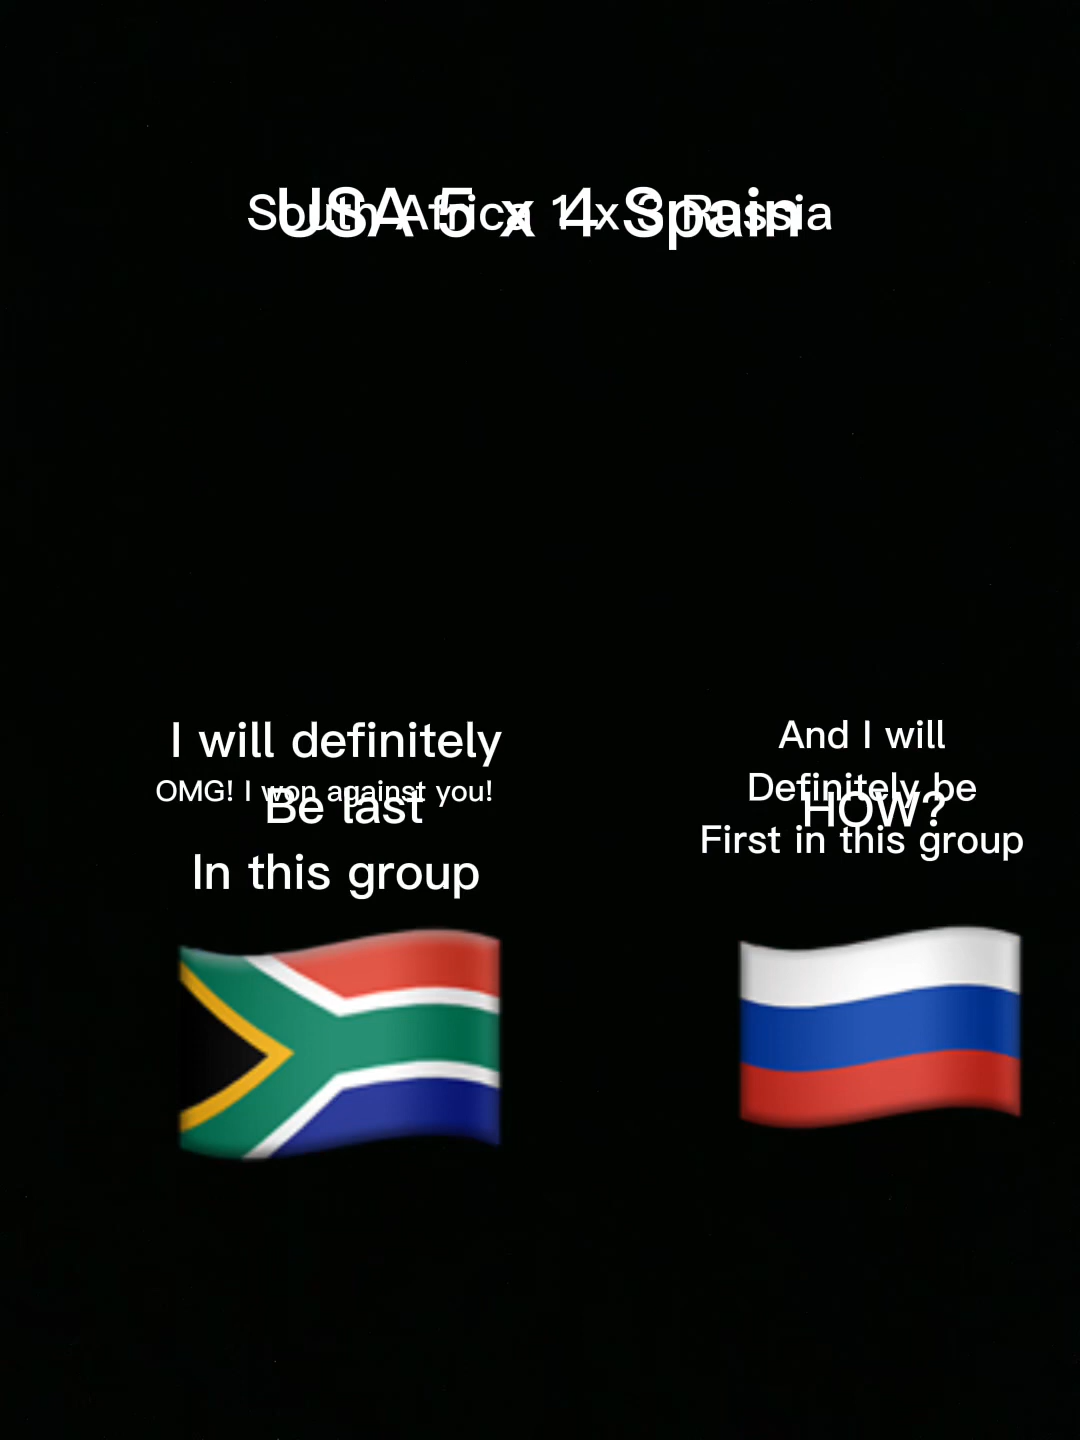 USA 5 x 4 Spain
South Africa 1 x 3 Russia
I will definitely
Be last
In this group
OMG! I won against you!
And I will
Definitely be
First in this group
HOW?